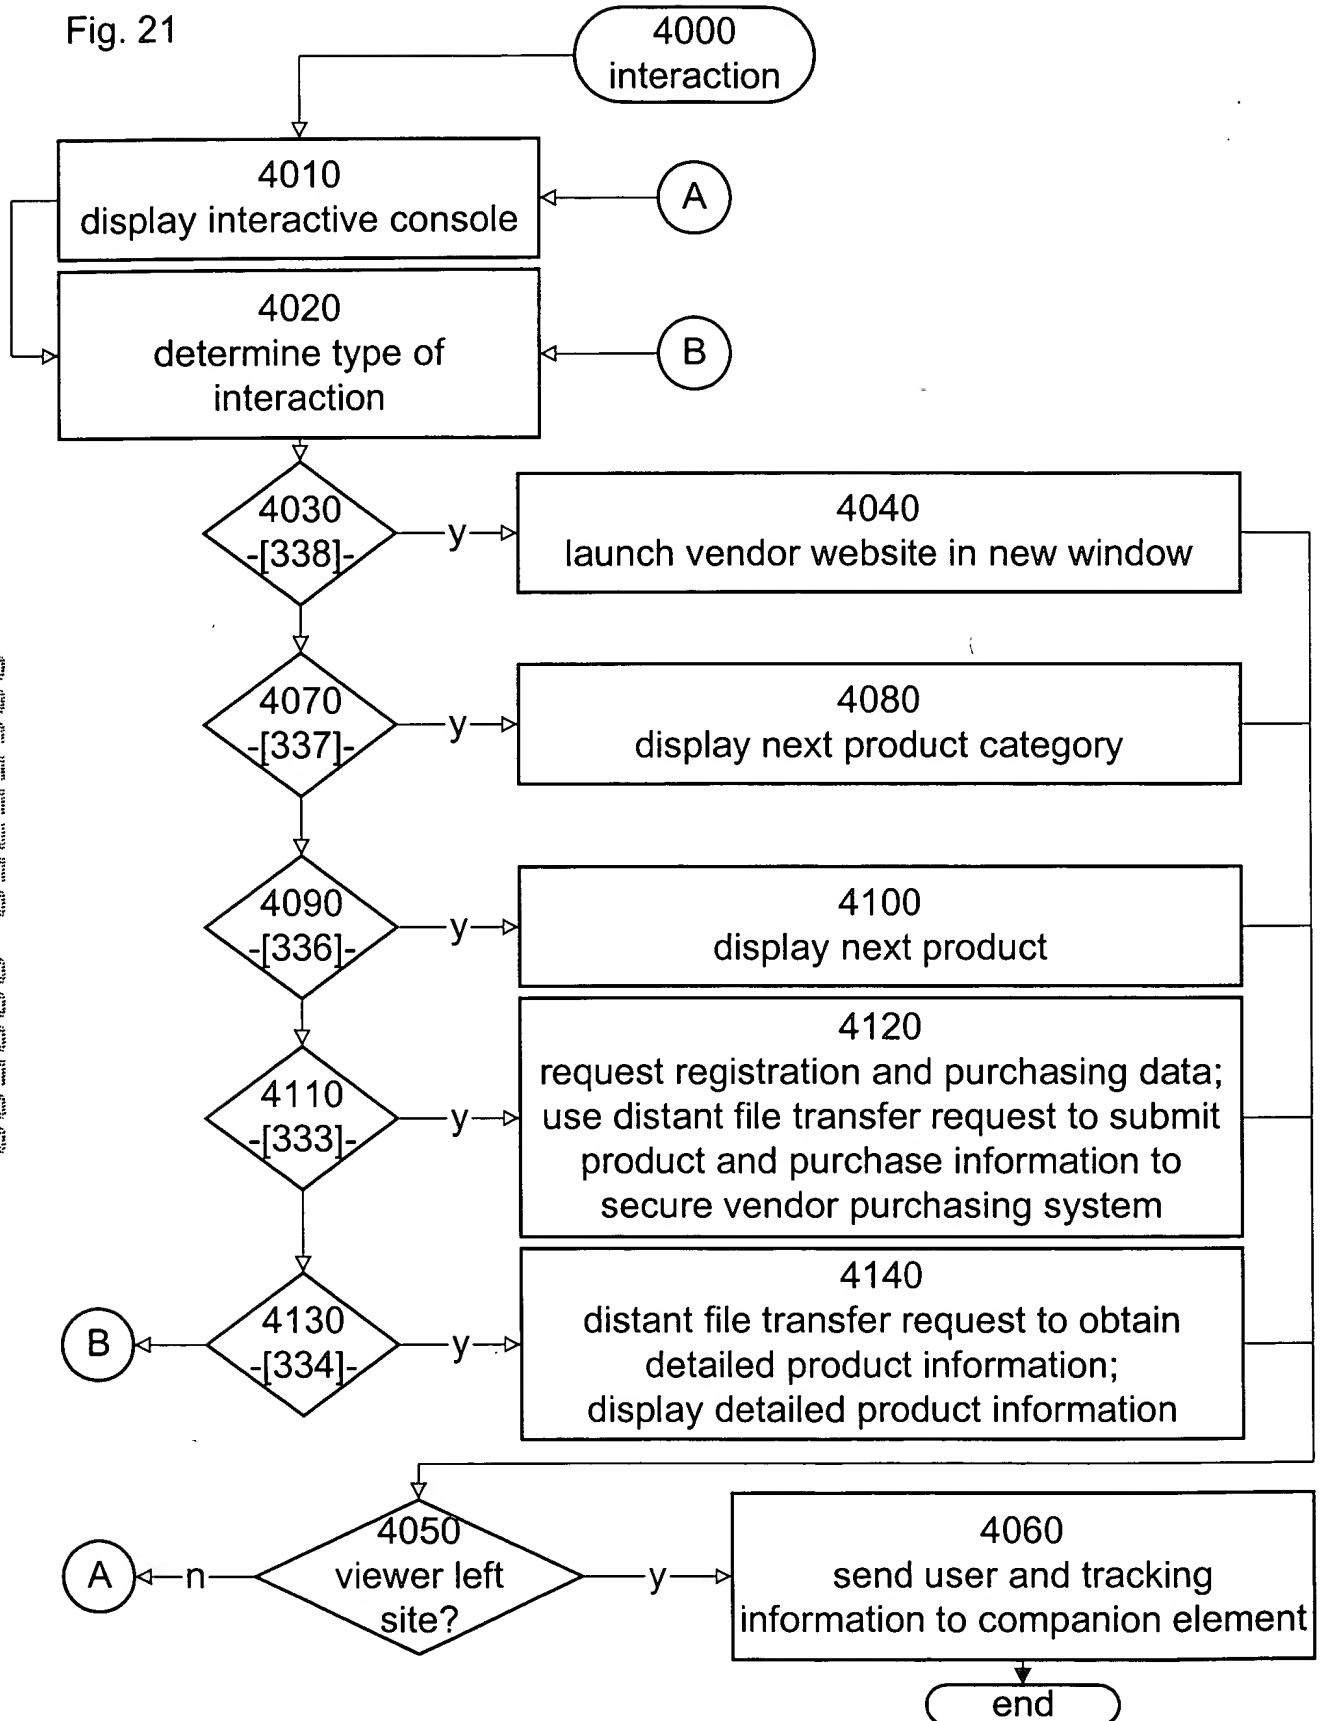 Fig. 21
4000
interaction
4010
display interactive console
A
4020
determine type of
interaction
B
4030
-[338]-
y
4040
launch vendor website in new window
4070
-[337]-
y
4080
display next product category
4090
-[336]-
y
4100
display next product
4110
-[333]-
y
4120
request registration and purchasing data;
use distant file transfer request to submit
product and purchase information to
secure vendor purchasing system
B
4130
-[334]-
y
4140
distant file transfer request to obtain
detailed product information;
display detailed product information
A
n
4050
viewer left
site?
y
4060
send user and tracking
information to companion element
end